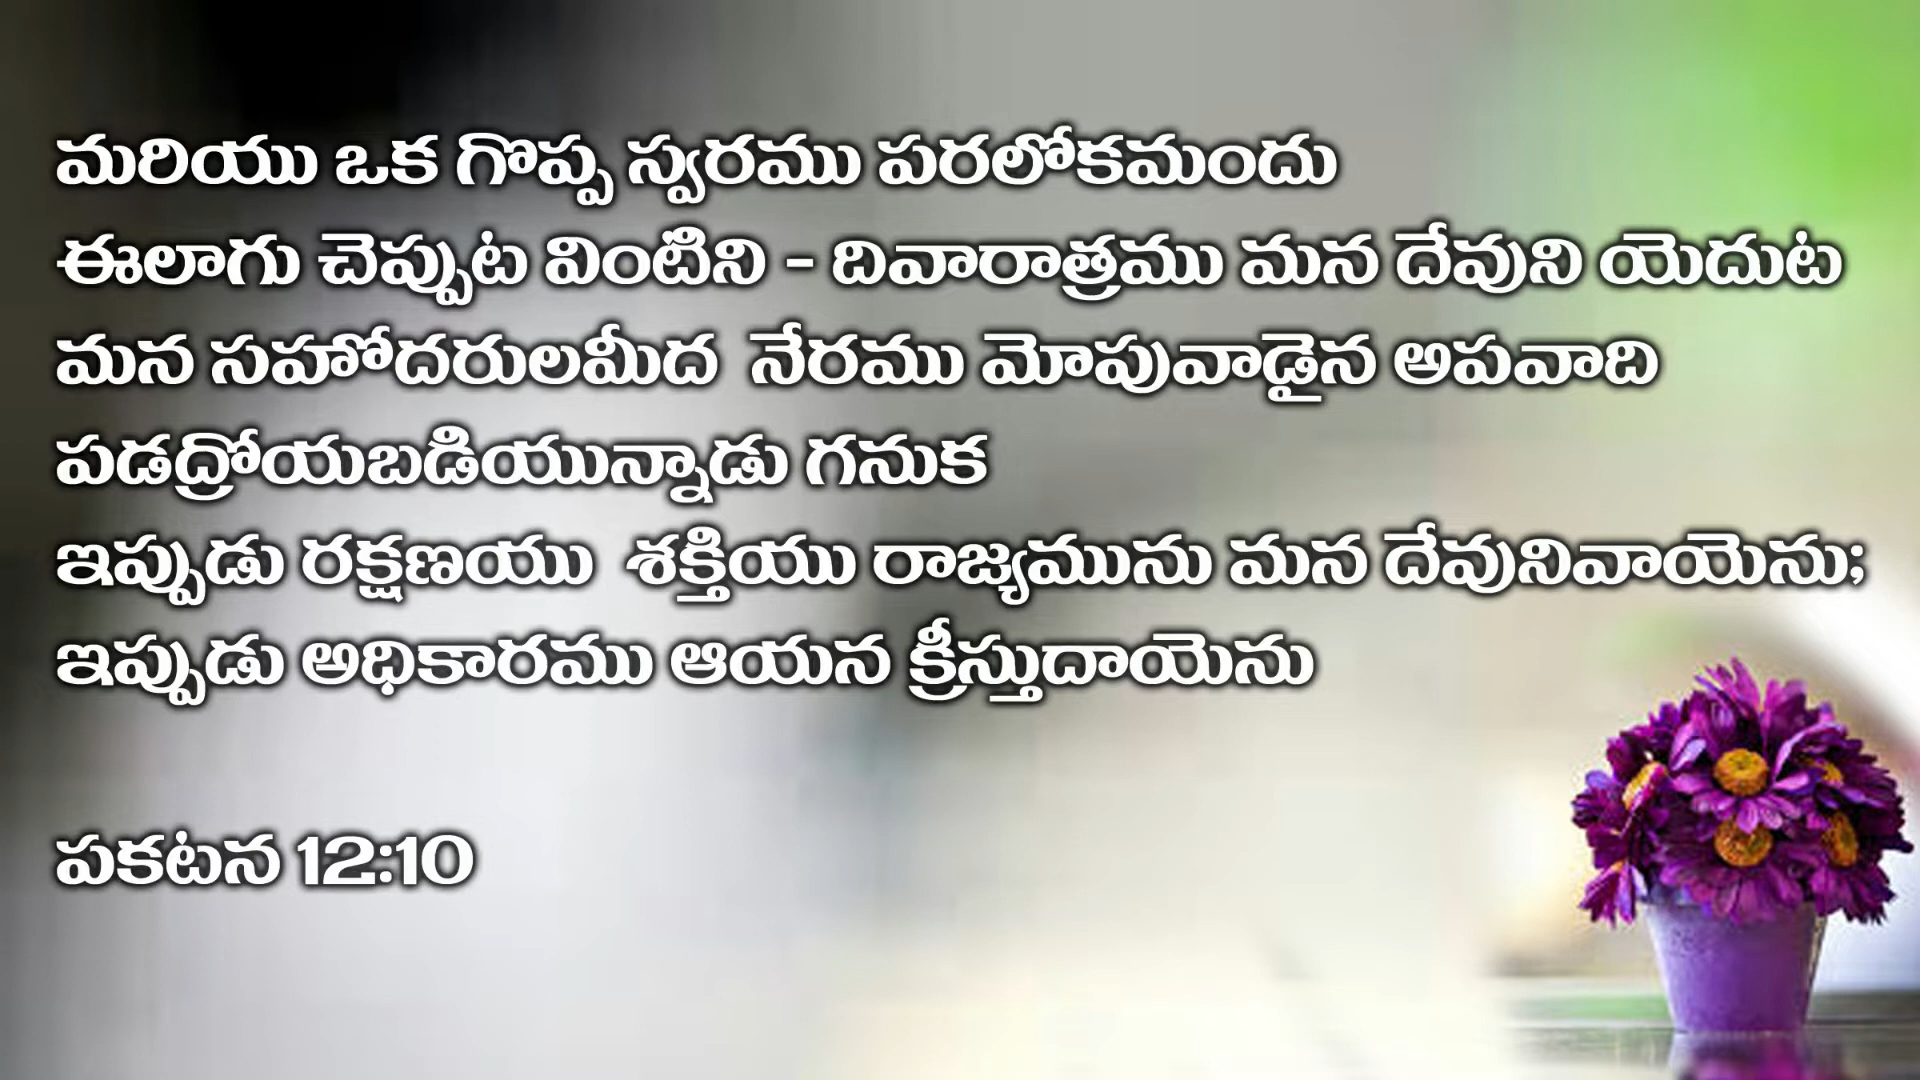 మరియు ఒక గొప్ప స్వరము పరలోకమందు
ఈలాగు చెప్పుట వింటిని - దివారాత్రము మన దేవుని యెదుట
మన సహోదరులమీద నేరము మోపువాడైన అపవాది
పడద్రోయబడియున్నాడు గనుక
ఇప్పుడు రక్షణయు శక్తియు రాజ్యమును మన దేవునివాయెను;
ఇప్పుడు అధికారము ఆయన క్రీస్తుదాయెను
పకటన 12:10